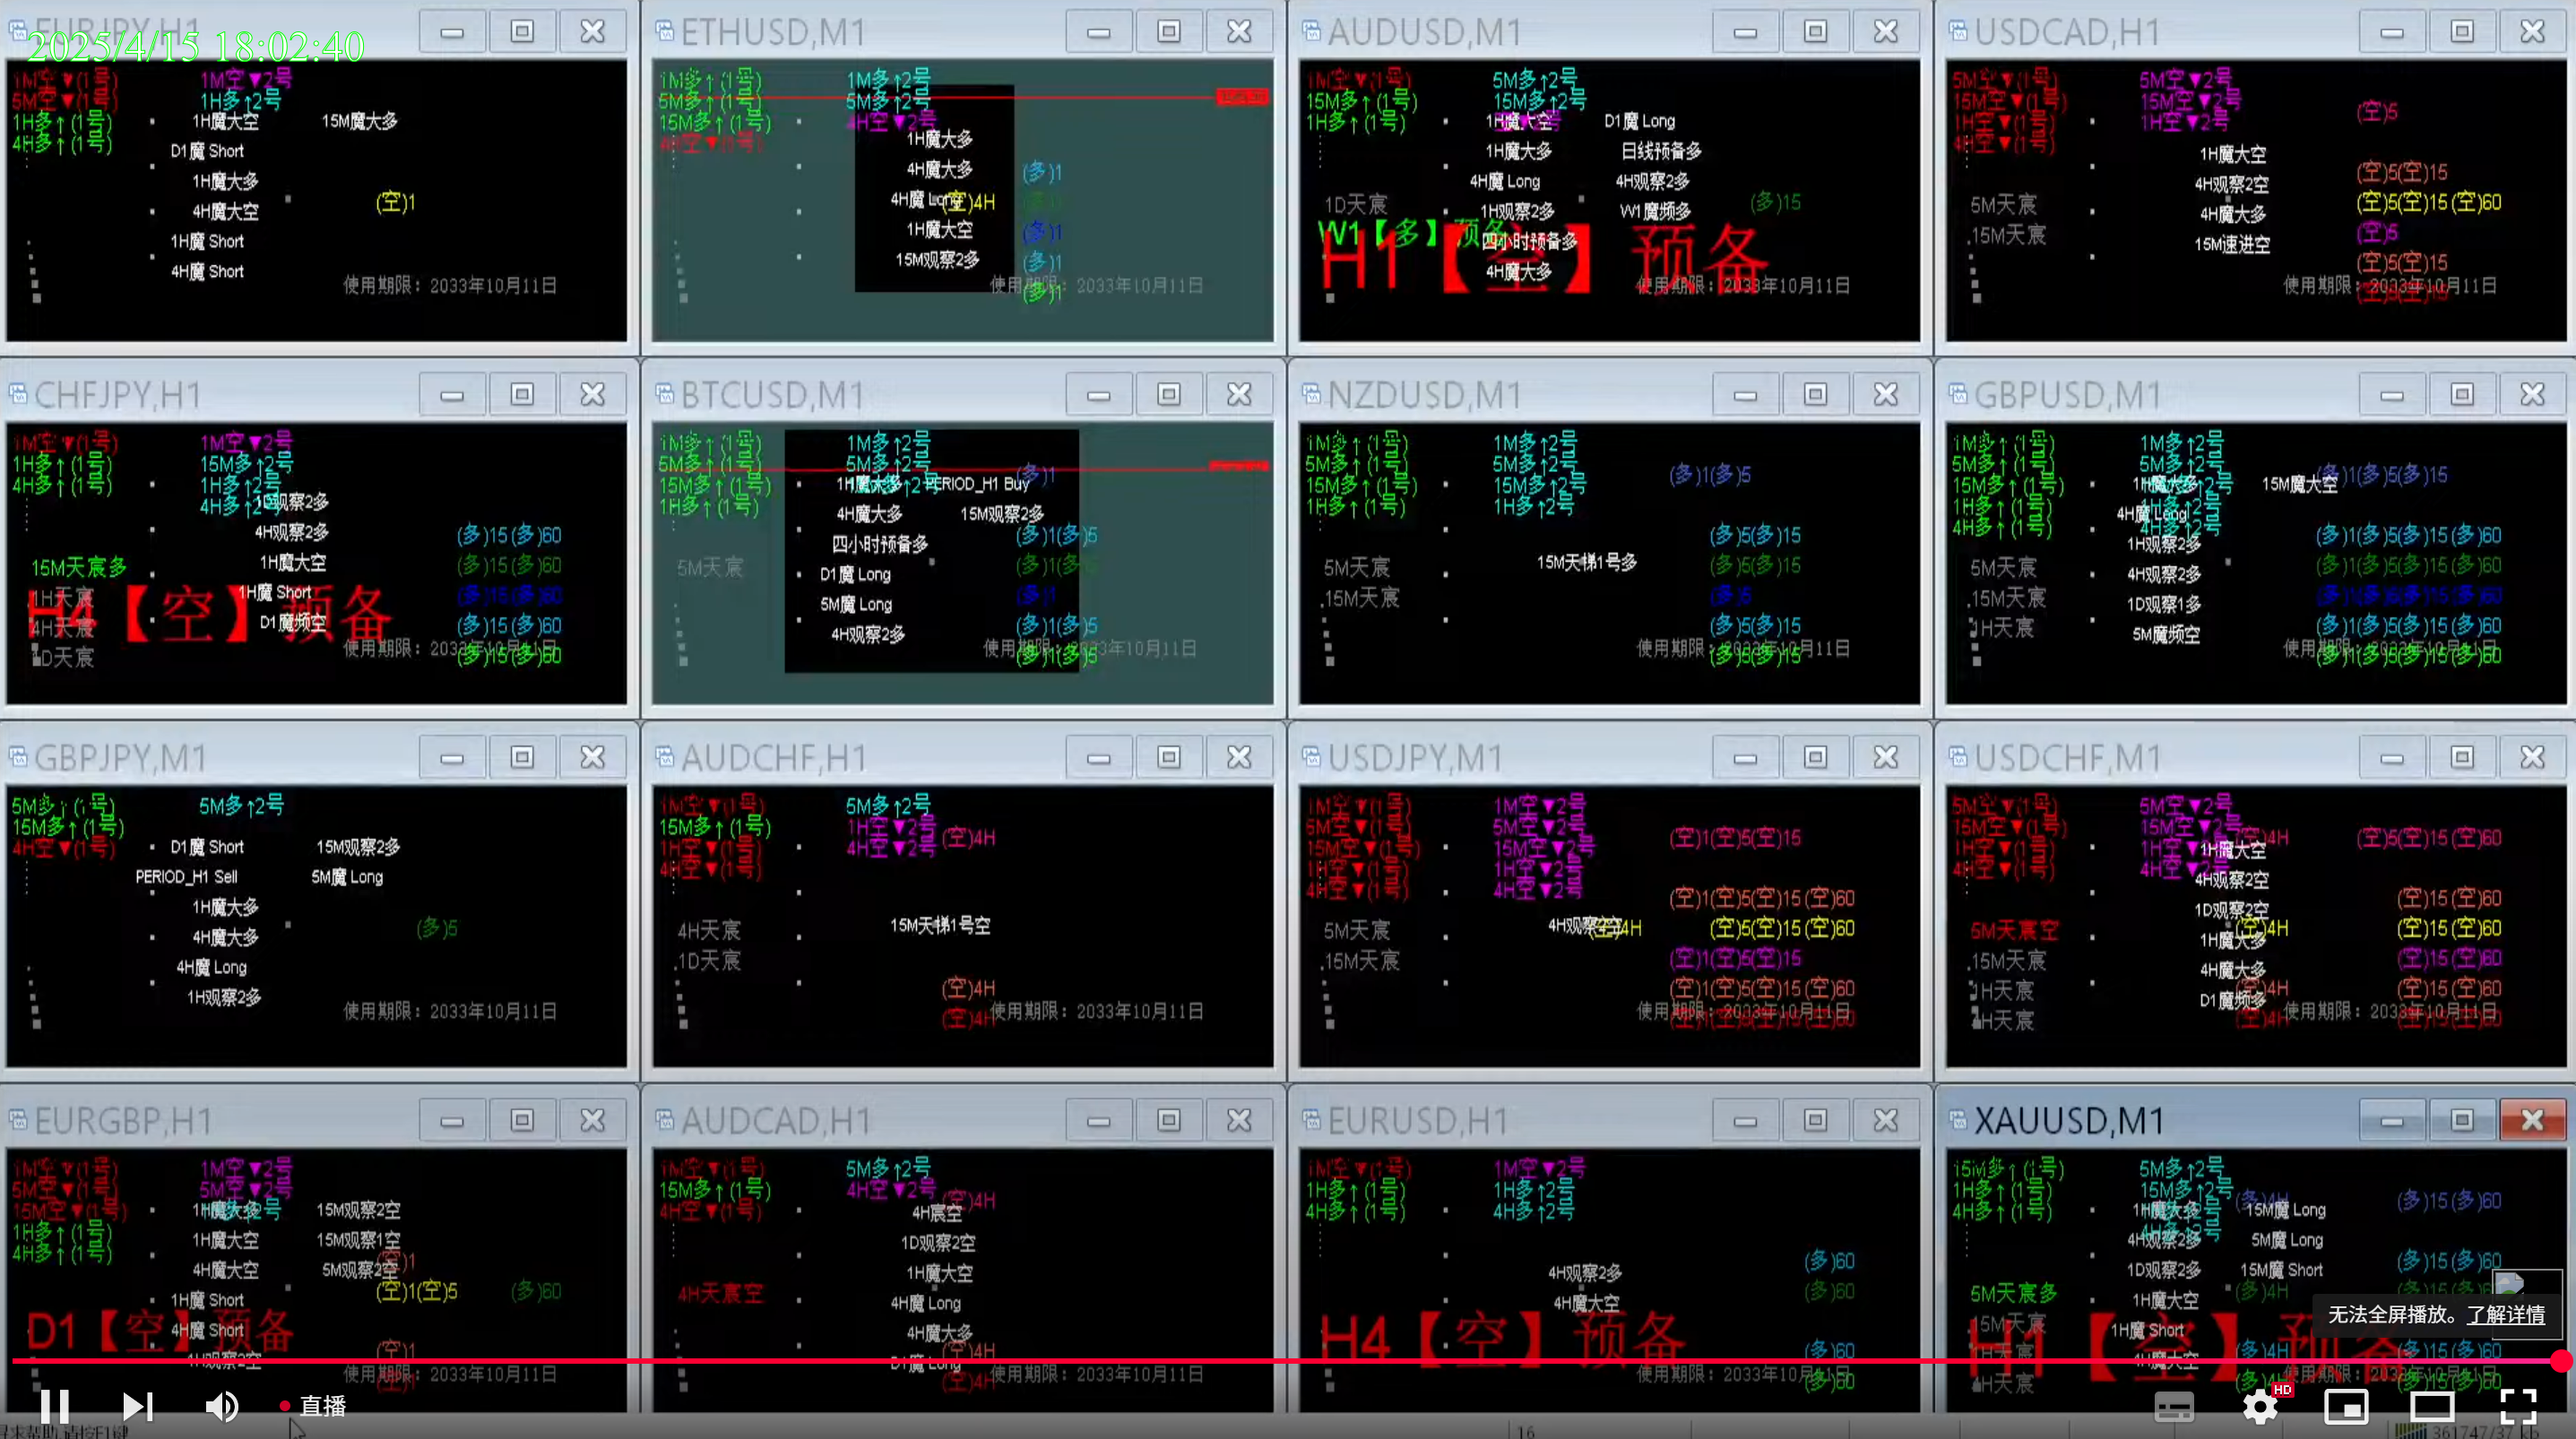 EURJPY,H1
2025/4/15 18:02:40
1M空▼(1号)
5M空▼(1号)
1H多↑(1号)
4H多↑(1号)
1M空▼2号
1H多↑2号
1H魔大空
15M魔大多
D1魔 Short
1H魔大多
4H魔大空
1H魔 Short
4H魔 Short
(空)1
使用期限：2033年10月11日
ETHUSD,M1
1M多↑(1号)
5M多↑(1号)
15M多↑(1号)
4H空▼(1号)
1M多↑2号
5M多↑2号
4H空▼2号
1H魔大多
4H魔大多
4H魔 Long
(空)4H
1H魔大空
15M观察2多
(多)1
(多)1
(多)1
(多)1
使用期限：2033年10月11日
AUDUSD,M1
1M空▼(1号)
15M多↑(1号)
1H多↑(1号)
5M多↑2号
15M多↑2号
1H魔大空
D1魔 Long
1H魔大多
日线预备多
4H魔 Long
4H观察2多
1H观察2多
W1魔频多
四小时预备多
4H魔大多
1D天宸
(多)15
W1【多】预备
H1【空】预备
使用期限：2033年10月11日
USDCAD,H1
5M空▼(1号)
15M空▼(1号)
1H空▼(1号)
4H空▼(1号)
5M空▼2号
15M空▼2号
1H空▼2号
1H魔大空
4H观察2空
4H魔大多
15M速进空
5M天宸
15M天宸
(空)5
(空)5(空)15
(空)5(空)15(空)60
(空)5
(空)5(空)15
使用期限：2033年10月11日
CHFJPY,H1
1M空▼(1号)
1H多↑(1号)
4H多↑(1号)
1M空▼2号
15M多↑2号
1H多↑2号
4H多↑2号
观察2多
4H观察2多
1H魔大空
1H魔 Short
D1魔频空
15M天宸多
1H天宸
4H天宸
1D天宸
H4【空】预备
(多)15(多)60
(多)15(多)60
(多)15(多)60
(多)15(多)60
(多)15(多)60
使用期限：2033年10月11日
BTCUSD,M1
1M多↑(1号)
5M多↑(1号)
15M多↑(1号)
1H多↑(1号)
1M多↑2号
5M多↑2号
1H魔大多
PERIOD_H1 Buy
4H魔大多
15M观察2多
四小时预备多
D1魔 Long
5M魔 Long
4H观察2多
5M天宸
(多)1
(多)1(多)5
(多)1(多)5
(多)1
(多)1(多)5
(多)1(多)5
使用期限：2033年10月11日
NZDUSD,M1
1M多↑(1号)
5M多↑(1号)
15M多↑(1号)
1H多↑(1号)
1M多↑2号
5M多↑2号
15M多↑2号
1H多↑2号
15M天梯1号多
5M天宸
15M天宸
(多)1(多)5
(多)5(多)15
(多)5(多)15
(多)5
(多)5(多)15
(多)5(多)15
使用期限：2033年10月11日
GBPUSD,M1
1M多↑(1号)
5M多↑(1号)
15M多↑(1号)
1H多↑(1号)
4H多↑(1号)
1M多↑2号
5M多↑2号
1H魔大多
15M魔大空
4H魔 Long
1H观察2多
4H观察2多
1D观察1多
5M魔频空
5M天宸
15M天宸
1H天宸
(多)1(多)5(多)15
(多)1(多)5(多)15(多)60
(多)1(多)5(多)15(多)60
(多)1(多)5(多)15(多)60
(多)1(多)5(多)15(多)60
使用期限：2033年10月11日
GBPJPY,M1
5M多↑(1号)
15M多↑(1号)
4H空▼(1号)
5M多↑2号
D1魔 Short
15M观察2多
PERIOD_H1 Sell
5M魔 Long
1H魔大多
4H魔大多
4H魔 Long
1H观察2多
(多)5
使用期限：2033年10月11日
AUDCHF,H1
1M空▼(1号)
15M多↑(1号)
1H空▼(1号)
4H空▼(1号)
5M多↑2号
1H空▼2号
4H空▼2号
(空)4H
15M天梯1号空
4H天宸
1D天宸
(空)4H
(空)4H
使用期限：2033年10月11日
USDJPY,M1
1M空▼(1号)
5M空▼(1号)
15M空▼(1号)
1H空▼(1号)
4H空▼(1号)
1M空▼2号
5M空▼2号
15M空▼2号
1H空▼2号
4H空▼2号
4H观察
(空)4H
5M天宸
15M天宸
(空)1(空)5(空)15
(空)1(空)5(空)15(空)60
(空)5(空)15(空)60
(空)1(空)5(空)15
(空)1(空)5(空)15(空)60
(空)1(空)5(空)15(空)60
使用期限：2033年10月11日
USDCHF,M1
5M空▼(1号)
15M空▼(1号)
1H空▼(1号)
4H空▼(1号)
5M空▼2号
15M空▼2号
1H空▼2号
4H空▼2号
(空)4H
1H魔大空
4H观察2空
1D观察2空
1H魔大多
4H魔大多
D1魔频多
5M天宸空
15M天宸
1H天宸
4H天宸
(空)5(空)15(空)60
(空)15(空)60
(空)4H
(空)15(空)60
(空)15(空)60
(空)4H
(空)15(空)60
(空)4H
(空)15(空)60
使用期限：2033年10月11日
EURGBP,H1
1M空▼(1号)
5M空▼(1号)
15M空▼(1号)
1H多↑(1号)
4H多↑(1号)
1M空▼2号
5M空▼2号
1H魔大多
15M观察2空
1H魔大空
15M观察1空
4H魔大空
5M观察2空
1H魔 Short
4H魔 Short
观察2空
(空)1
(空)1(空)5
(多)60
(空)1
D1【空】预备
使用期限：2033年10月11日
AUDCAD,H1
1M空▼(1号)
15M多↑(1号)
4H空▼(1号)
5M多↑2号
4H空▼2号
(空)4H
4H宸空
1D观察2空
1H魔大空
4H魔 Long
4H魔大多
D1魔 Long
4H天宸空
(空)4H
(空)4H
使用期限：2033年10月11日
EURUSD,H1
1M空▼(1号)
1H多↑(1号)
4H多↑(1号)
1M空▼2号
1H多↑2号
4H多↑2号
4H观察2多
4H魔大空
(多)60
(多)60
(多)60
(多)60
H4【空】预备
使用期限：2033年10月11日
XAUUSD,M1
15M多↑(1号)
1H多↑(1号)
4H多↑(1号)
5M多↑2号
15M多↑2号
(多)4H
1H魔大多
15M魔 Long
4H观察2多
5M魔 Long
1D观察2多
15M魔 Short
1H魔大空
1H魔 Short
4H魔大空
5M天宸多
15M天宸
1H天宸
4H天宸
(多)15(多)60
(多)15(多)60
(多)4H
(多)4H
(多)15(多)60
(多)4H
(多)15(多)60
H1【空】预备
使用期限：2033年10月11日
无法全屏播放。了解详情
直播
HD
16
361747/37 kb